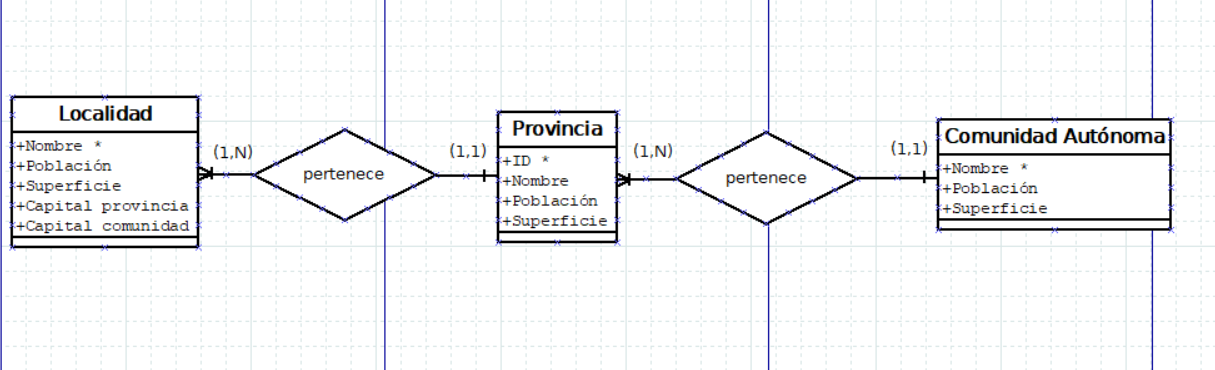 Localidad
+Nombre *
+Población
+Superficie
+Capital provincia
+Capital comunidad
(1,N)
pertenece
(1,1)
Provincia
+ID *
+Nombre
+Población
+Superficie
(1,N)
pertenece
(1,1)
Comunidad Autónoma
+Nombre *
+Población
+Superficie